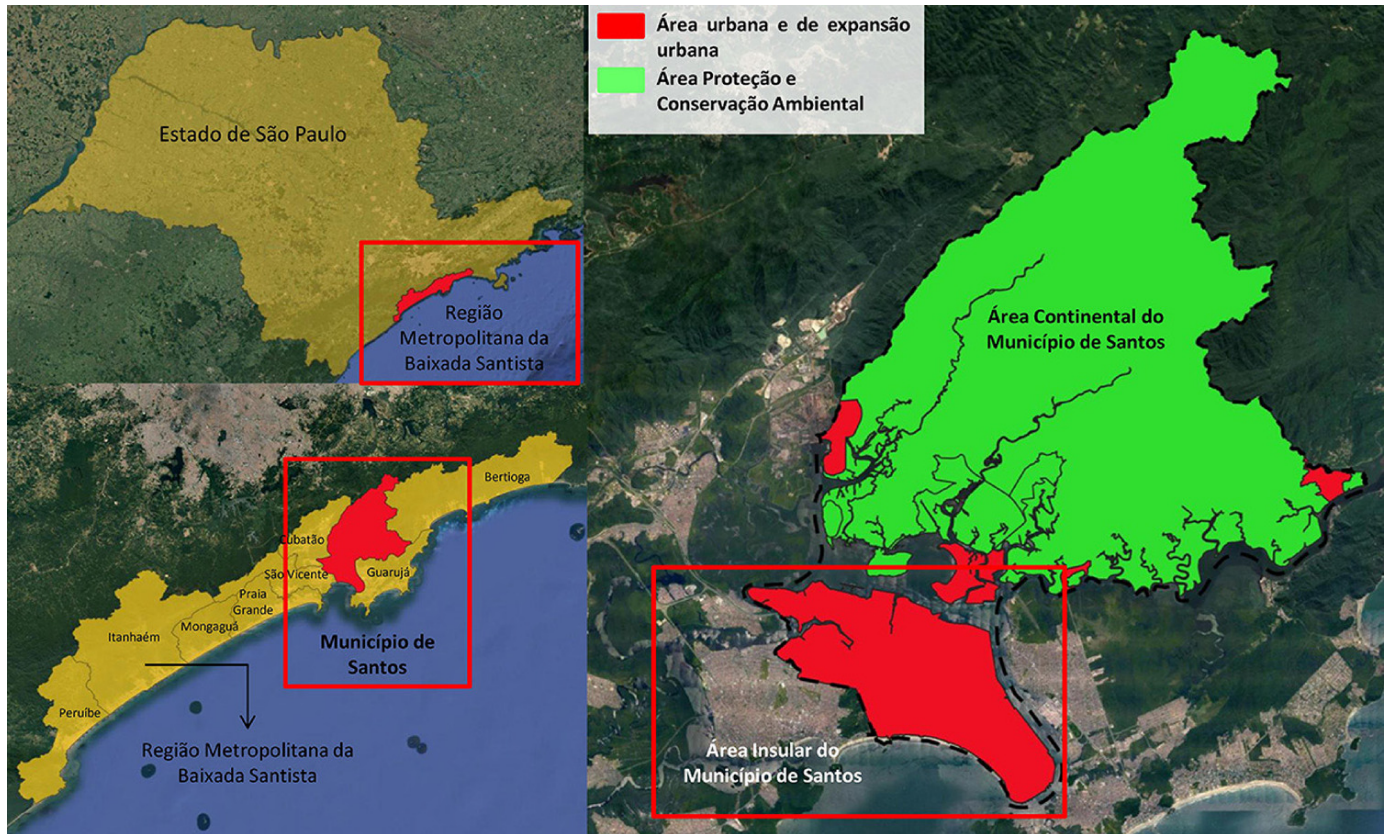 Estado de São Paulo
Região
Metropolitana da
Baixada Santista
Bertioga
Cubatão
São Vicente
Guarujá
Praia
Grande
Mongaguá
Itanhaém
Peruíbe
Município de
Santos
Região Metropolitana da
Baixada Santista
Área urbana e de expansão
urbana
Área Proteção e
Conservação Ambiental
Área Continental do
Município de Santos
Área Insular do
Município de Santos